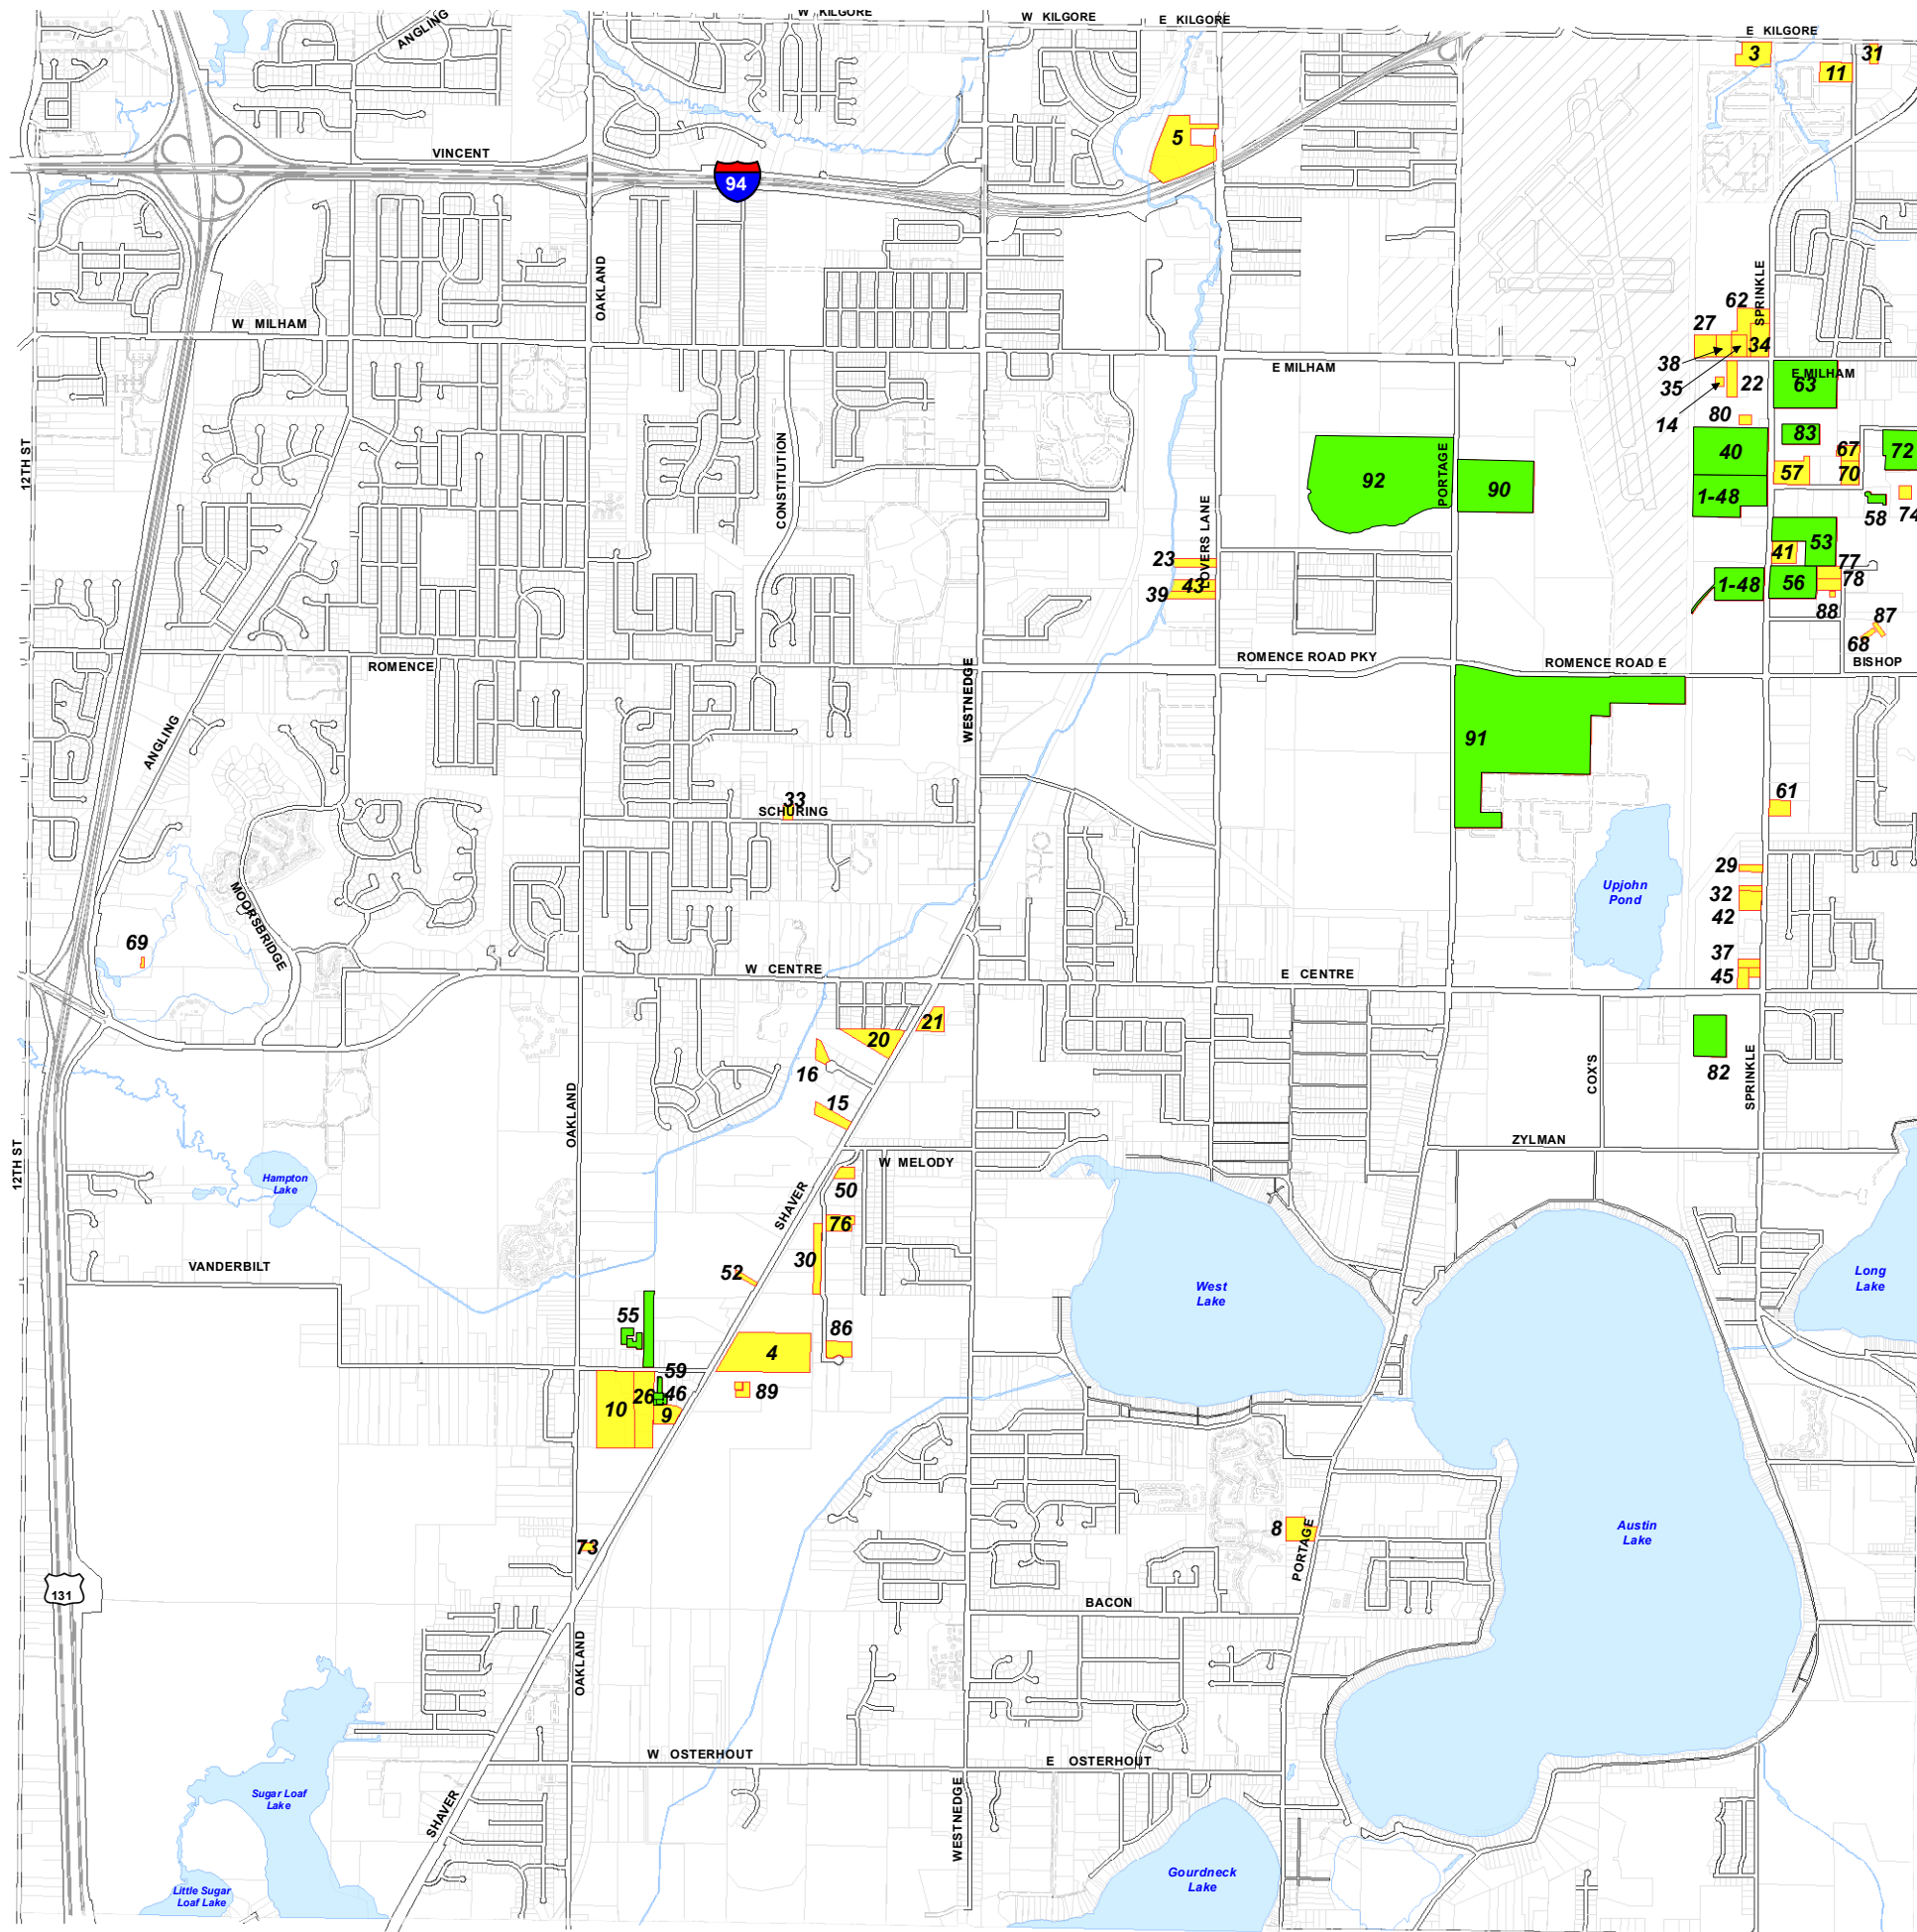 W KILGORE
W KILGORE
E KILGORE
E KILGORE
ANGLING
3
31
11
5
VINCENT
94
OAKLAND
SPRINKLE
62
27
W MILHAM
34
38
E MILHAM
E MILHAM
35
22
63
14
80
83
12TH ST
CONSTITUTION
PORTAGE
40
67
72
57
70
92
90
1-48
58
74
LOVERS LANE
53
41
23
77
43
1-48
56
78
39
88
87
68
ROMENCE
WESTNEDGE
ROMENCE ROAD PKY
ROMENCE ROAD E
BISHOP
ANGLING
91
33
SCHURING
61
29
Upjohn
Pond
32
42
MOORSBRIDGE
69
37
W CENTRE
E CENTRE
45
21
20
16
COX'S
82
SPRINKLE
15
OAKLAND
12TH ST
ZYLMAN
W MELODY
Hampton
Lake
50
SHAVER
76
30
VANDERBILT
52
West
Lake
Long
Lake
55
86
4
59
89
26
46
10
9
8
Austin
Lake
73
PORTAGE
131
BACON
OAKLAND
W OSTERHOUT
E OSTERHOUT
Sugar Loaf
Lake
SHAVER
WESTNEDGE
Gourdneck
Lake
Little Sugar
Loaf Lake